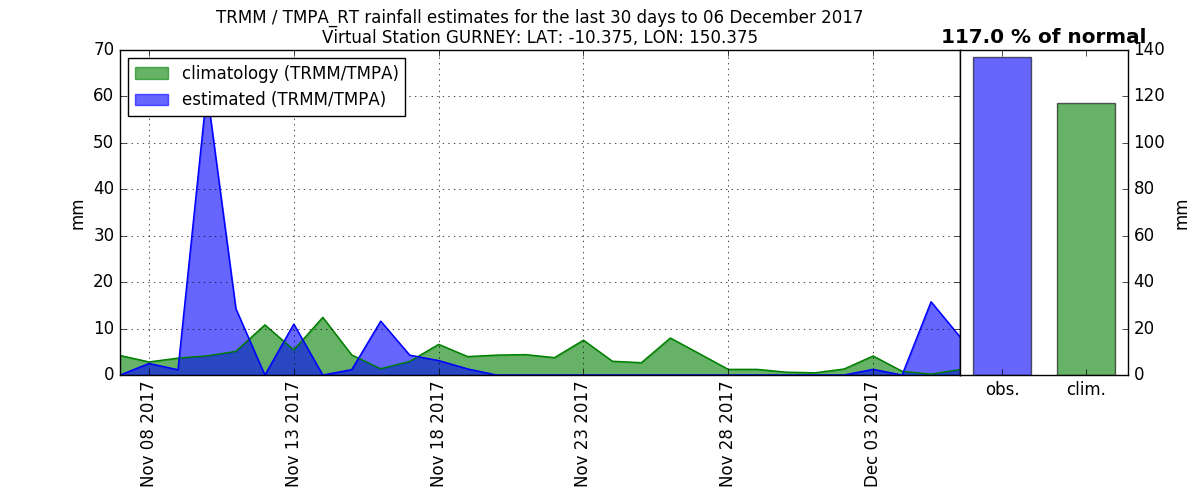 TRMM / TMPA_RT rainfall estimates for the last 30 days to 06 December 2017
Virtual Station GURNEY: LAT: -10.375, LON: 150.375
117.0 % of normal
climatology (TRMM/TMPA)
estimated (TRMM/TMPA)
70
60
50
40
30
20
10
0
mm
Nov 08 2017
Nov 13 2017
Nov 18 2017
Nov 23 2017
Nov 28 2017
Dec 03 2017
obs.
clim.
140
120
100
80
60
40
20
0
mm